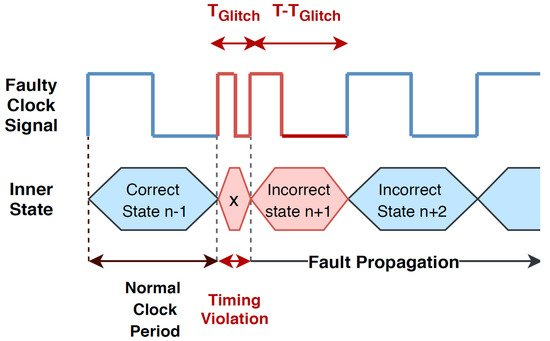 TGlitch
T-TGlitch
Faulty
Clock
Signal
Inner
State
Correct
State n-1
x
Incorrect
state n+1
Incorrect
State n+2
Fault Propagation
Normal
Clock
Period
Timing
Violation